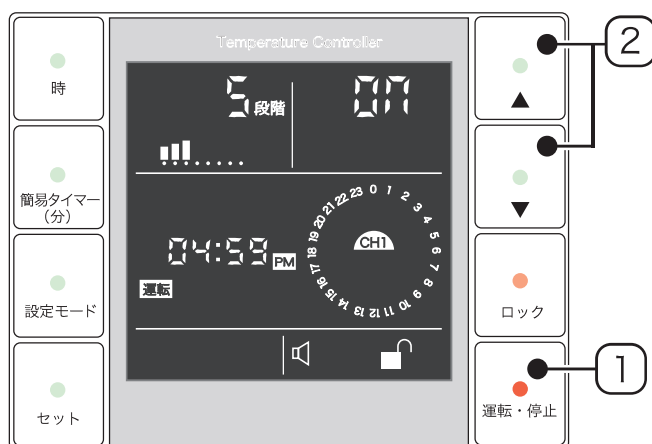 Temperature Controller
時
簡易タイマー
(分)
設定モード
セット
5段階
on
04:59 PM
運転
CH1
0 1 2 3 4 5 6 7 8 9 10 11 12 13 14 15 16 17 18 19 20 21 22 23
▲
▼
ロック
運転・停止
2
1